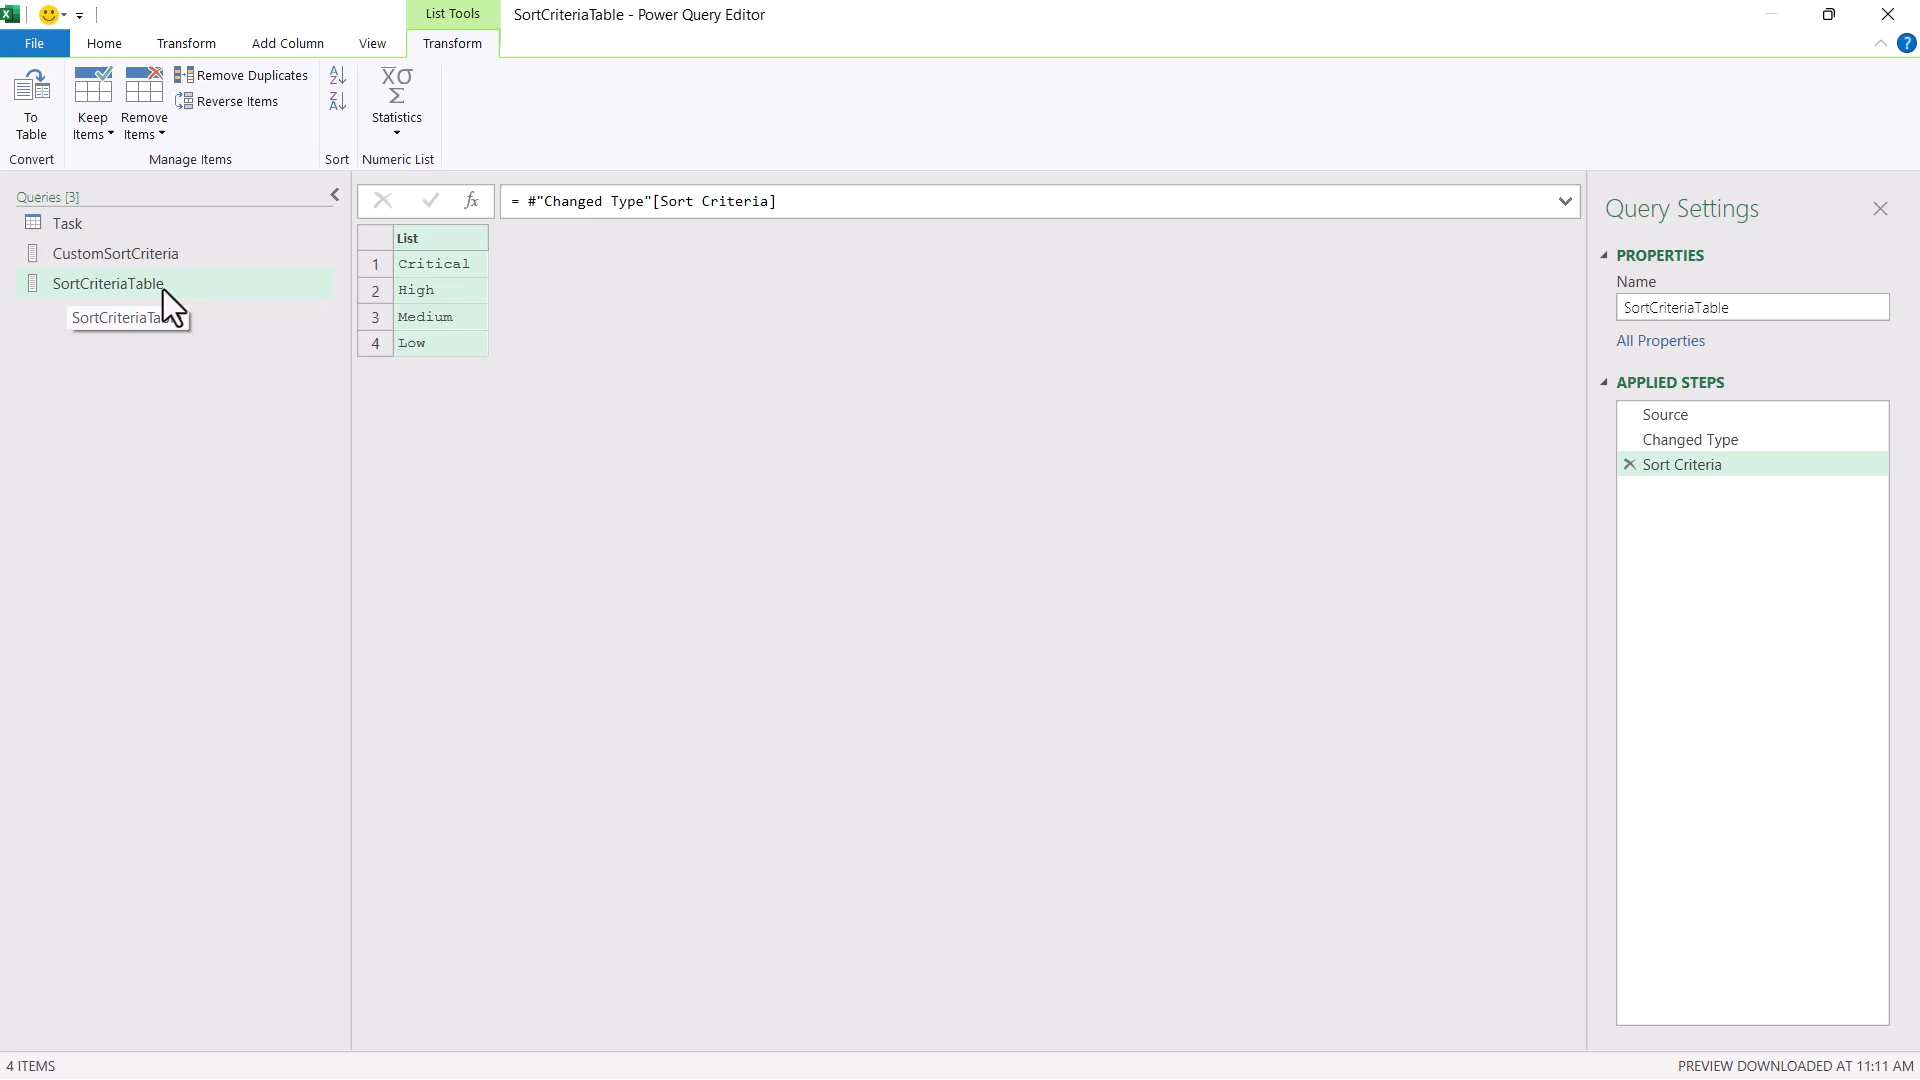 List Tools
SortCriteriaTable - Power Query Editor
File
Home
Transform
Add Column
View
Transform
?
To
Table
Keep
Items
Remove
Items
Remove Duplicates
Reverse Items
A
Z
Z
A
X̅σ
Σ
Statistics
Convert
Manage Items
Sort
Numeric List
Queries [3]
Task
CustomSortCriteria
SortCriteriaTable
SortCriteriaTa
fx
= #"Changed Type"[Sort Criteria]
List
1 Critical
2 High
3 Medium
4 Low
Query Settings
PROPERTIES
Name
SortCriteriaTable
All Properties
APPLIED STEPS
Source
Changed Type
Sort Criteria
4 ITEMS
PREVIEW DOWNLOADED AT 11:11 AM